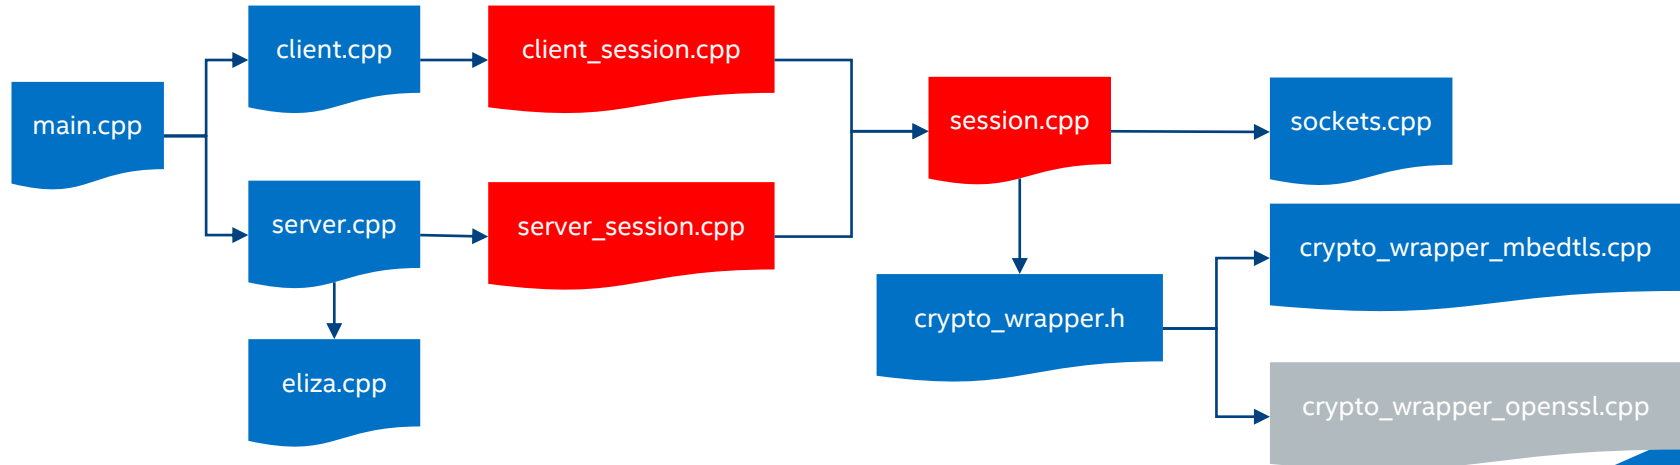 client.cpp
client_session.cpp
main.cpp
session.cpp
sockets.cpp
server.cpp
server_session.cpp
crypto_wrapper_mbedtls.cpp
crypto_wrapper.h
eliza.cpp
crypto_wrapper_openssl.cpp